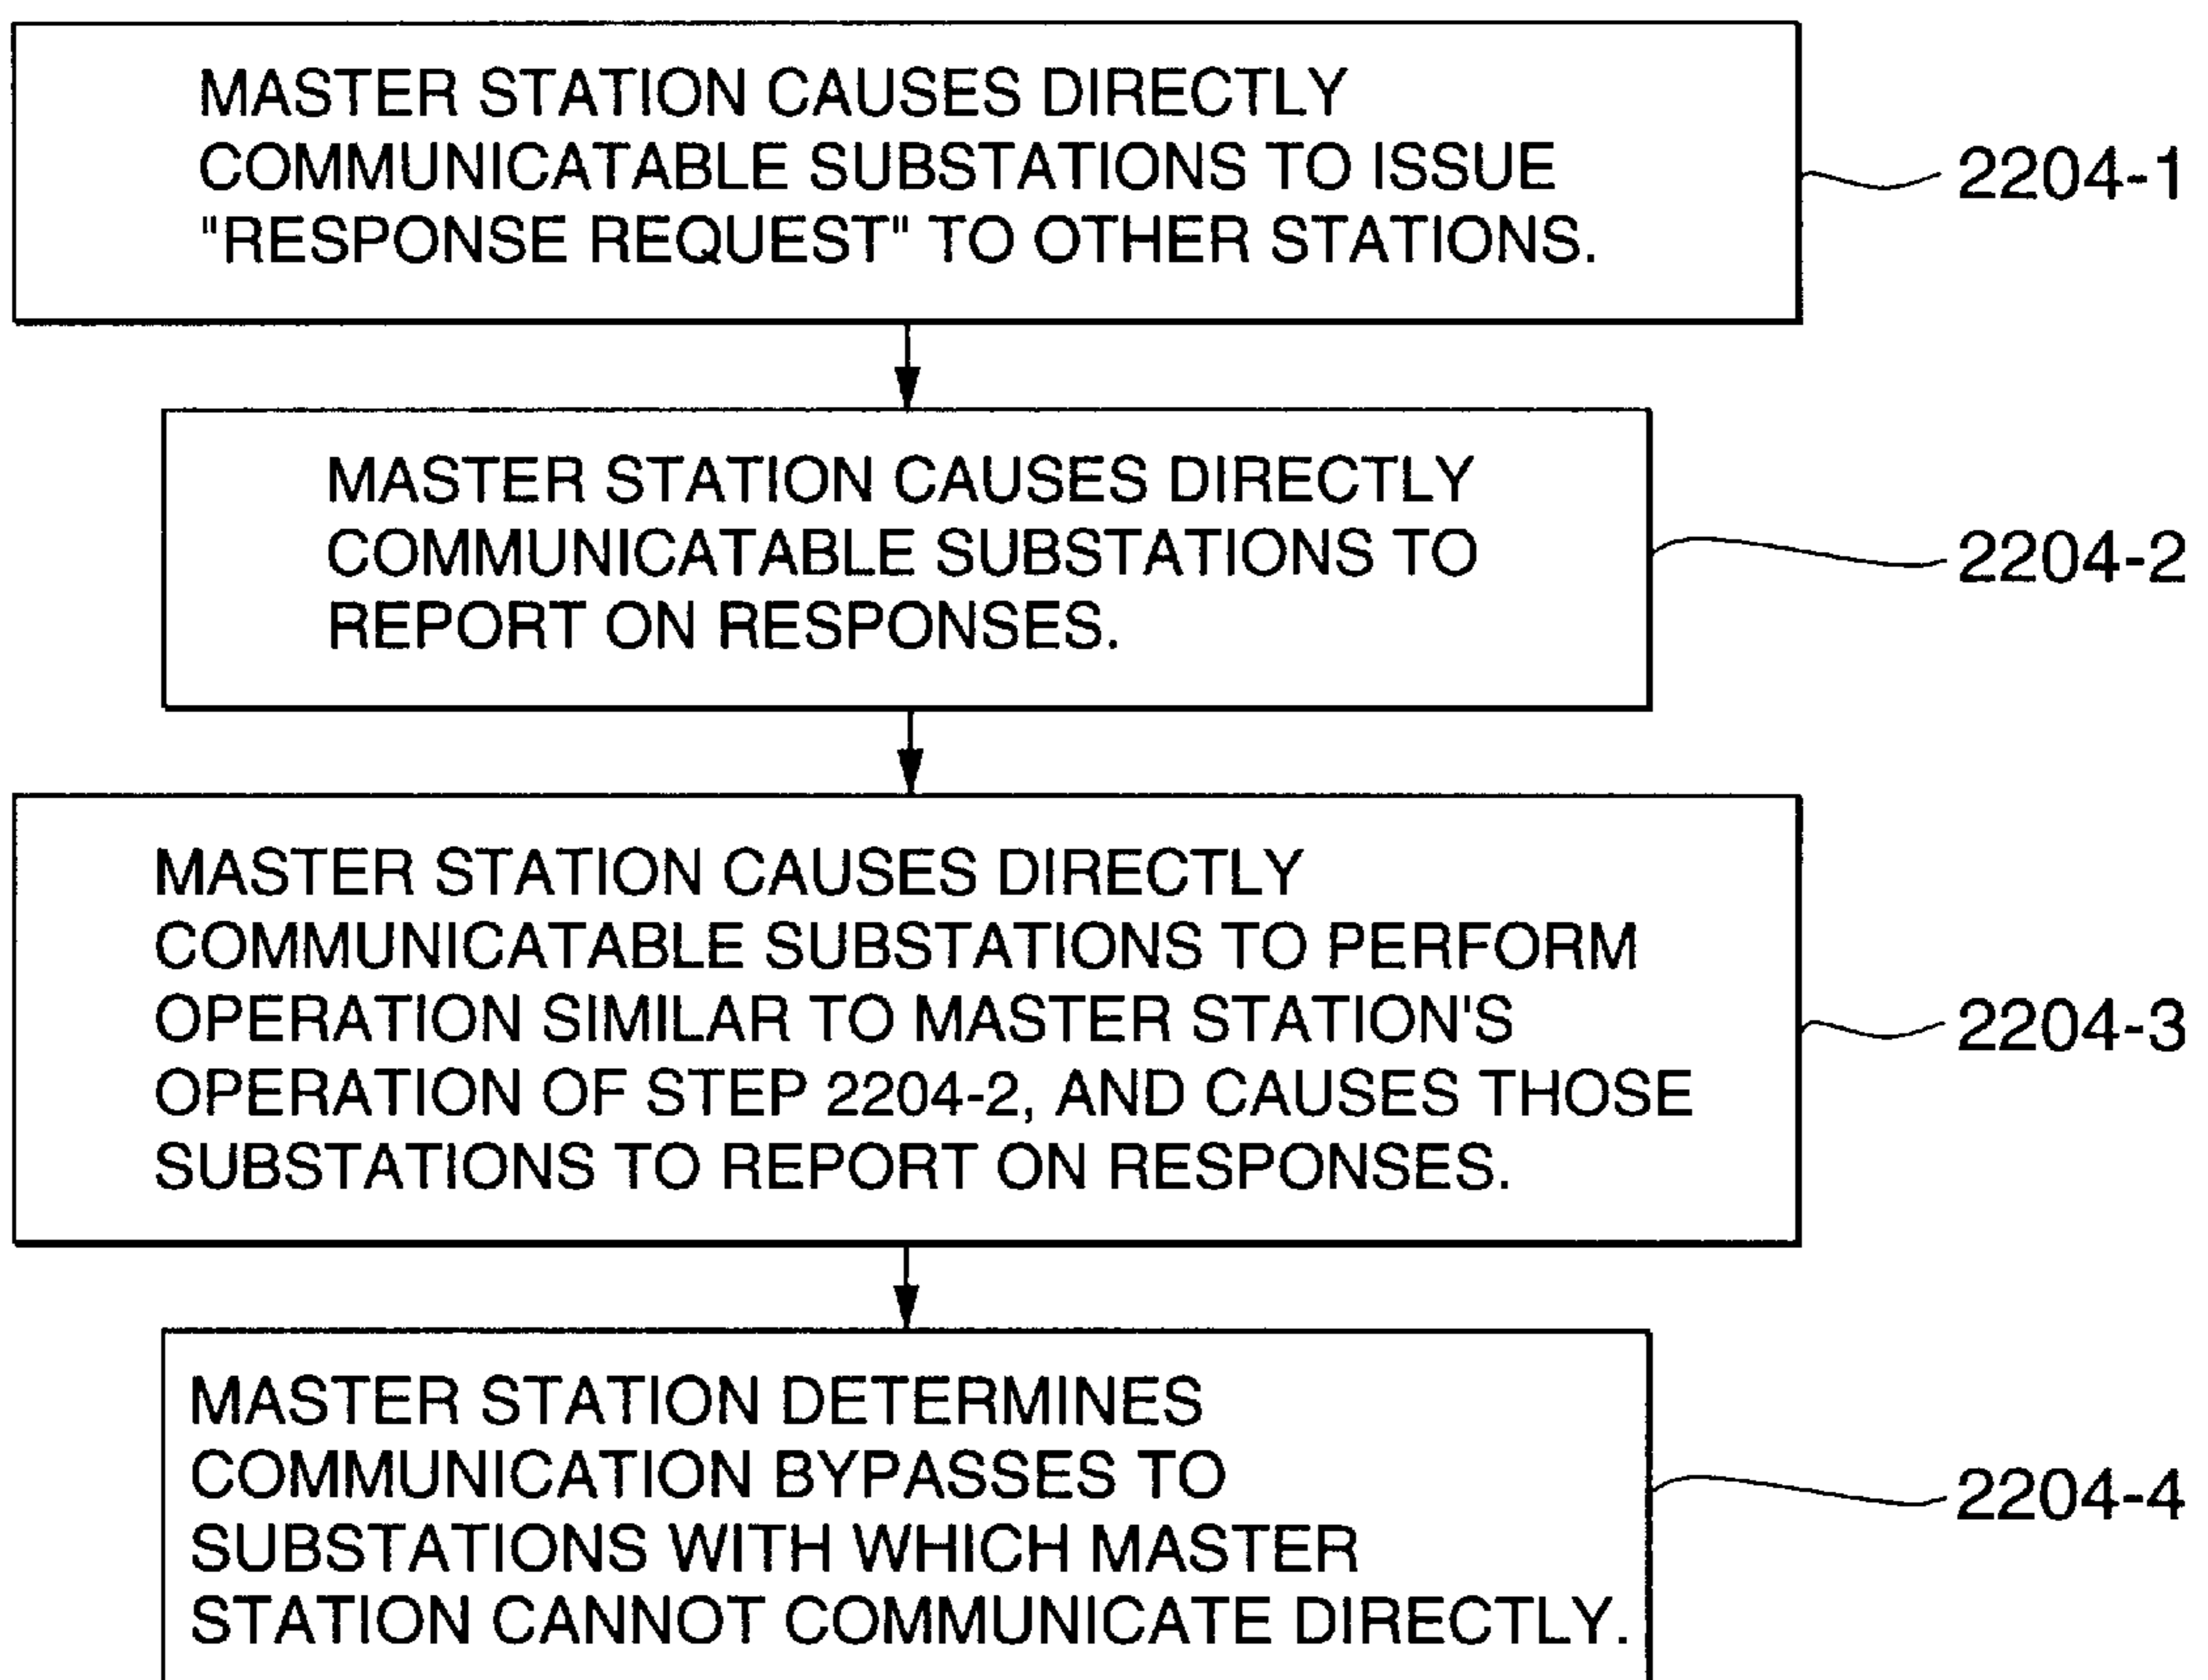 MASTER STATION CAUSES DIRECTLY
COMMUNICATABLE SUBSTATIONS TO ISSUE
"RESPONSE REQUEST" TO OTHER STATIONS.
2204-1
MASTER STATION CAUSES DIRECTLY
COMMUNICATABLE SUBSTATIONS TO
REPORT ON RESPONSES.
2204-2
MASTER STATION CAUSES DIRECTLY
COMMUNICATABLE SUBSTATIONS TO PERFORM
OPERATION SIMILAR TO MASTER STATION'S
OPERATION OF STEP 2204-2, AND CAUSES THOSE
SUBSTATIONS TO REPORT ON RESPONSES.
2204-3
MASTER STATION DETERMINES
COMMUNICATION BYPASSES TO
SUBSTATIONS WITH WHICH MASTER
STATION CANNOT COMMUNICATE DIRECTLY.
2204-4